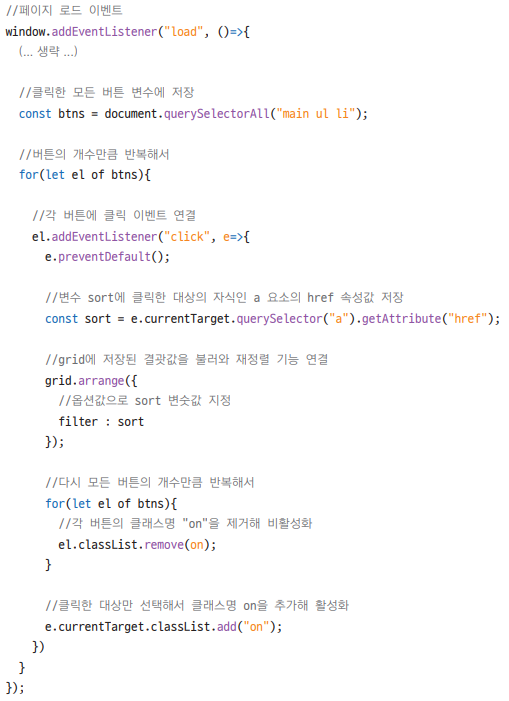 //페이지 로드 이벤트
window.addEventListener("load", ()=>{
  (... 생략 ...)

  //클릭한 모든 버튼 변수에 저장
  const btns = document.querySelectorAll("main ul li");

  //버튼의 개수만큼 반복해서
  for(let el of btns){

    //각 버튼에 클릭 이벤트 연결
    el.addEventListener("click", e=>{
      e.preventDefault();

      //변수 sort에 클릭한 대상의 자식인 a 요소의 href 속성값 저장
      const sort = e.currentTarget.querySelector("a").getAttribute("href");

      //grid에 저장된 결괏값을 불러와 재정렬 기능 연결
      grid.arrange({
        //옵션값으로 sort 변숫값 지정
        filter : sort
      });

      //다시 모든 버튼의 개수만큼 반복해서
      for(let el of btns){
        //각 버튼의 클래스명 "on"을 제거해 비활성화
        el.classList.remove(on);
      }

      //클릭한 대상만 선택해서 클래스명 on을 추가해 활성화
      e.currentTarget.classList.add("on");
    })
  }
});